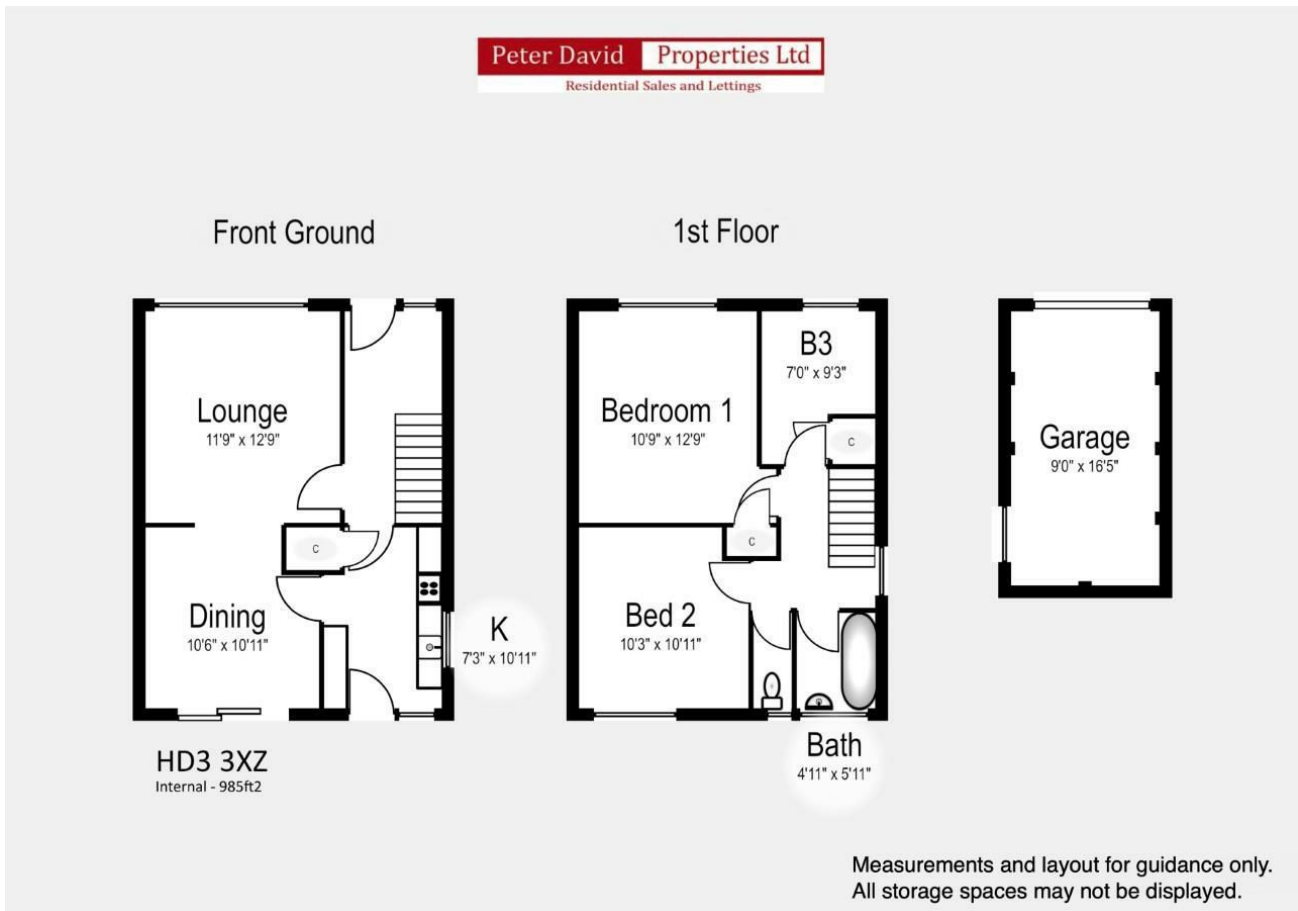 Peter David Properties Ltd
Residential Sales and Lettings
Front Ground
1st Floor
Lounge
11'9" x 12'9"
C
Dining
10'6" x 10'11"
K
7'3" x 10'11"
HD3 3XZ
Internal - 985ft2
Bedroom 1
10'9" x 12'9"
B3
7'0" x 9'3"
C
C
Bed 2
10'3" x 10'11"
Bath
4'11" x 5'11"
Garage
9'0" x 16'5"
Measurements and layout for guidance only.
All storage spaces may not be displayed.